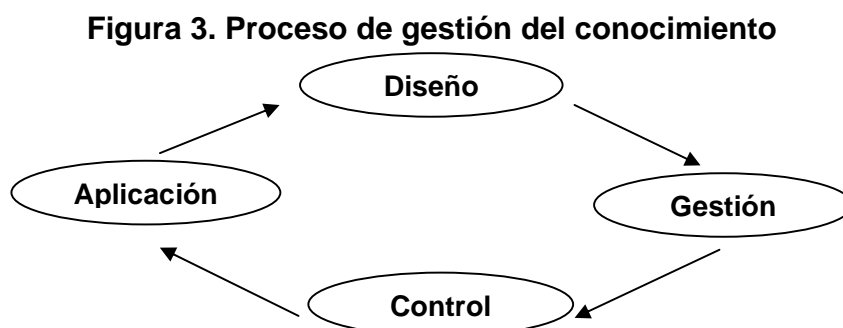 Figura 3. Proceso de gestión del conocimiento
Diseño
Aplicación
Gestión
Control